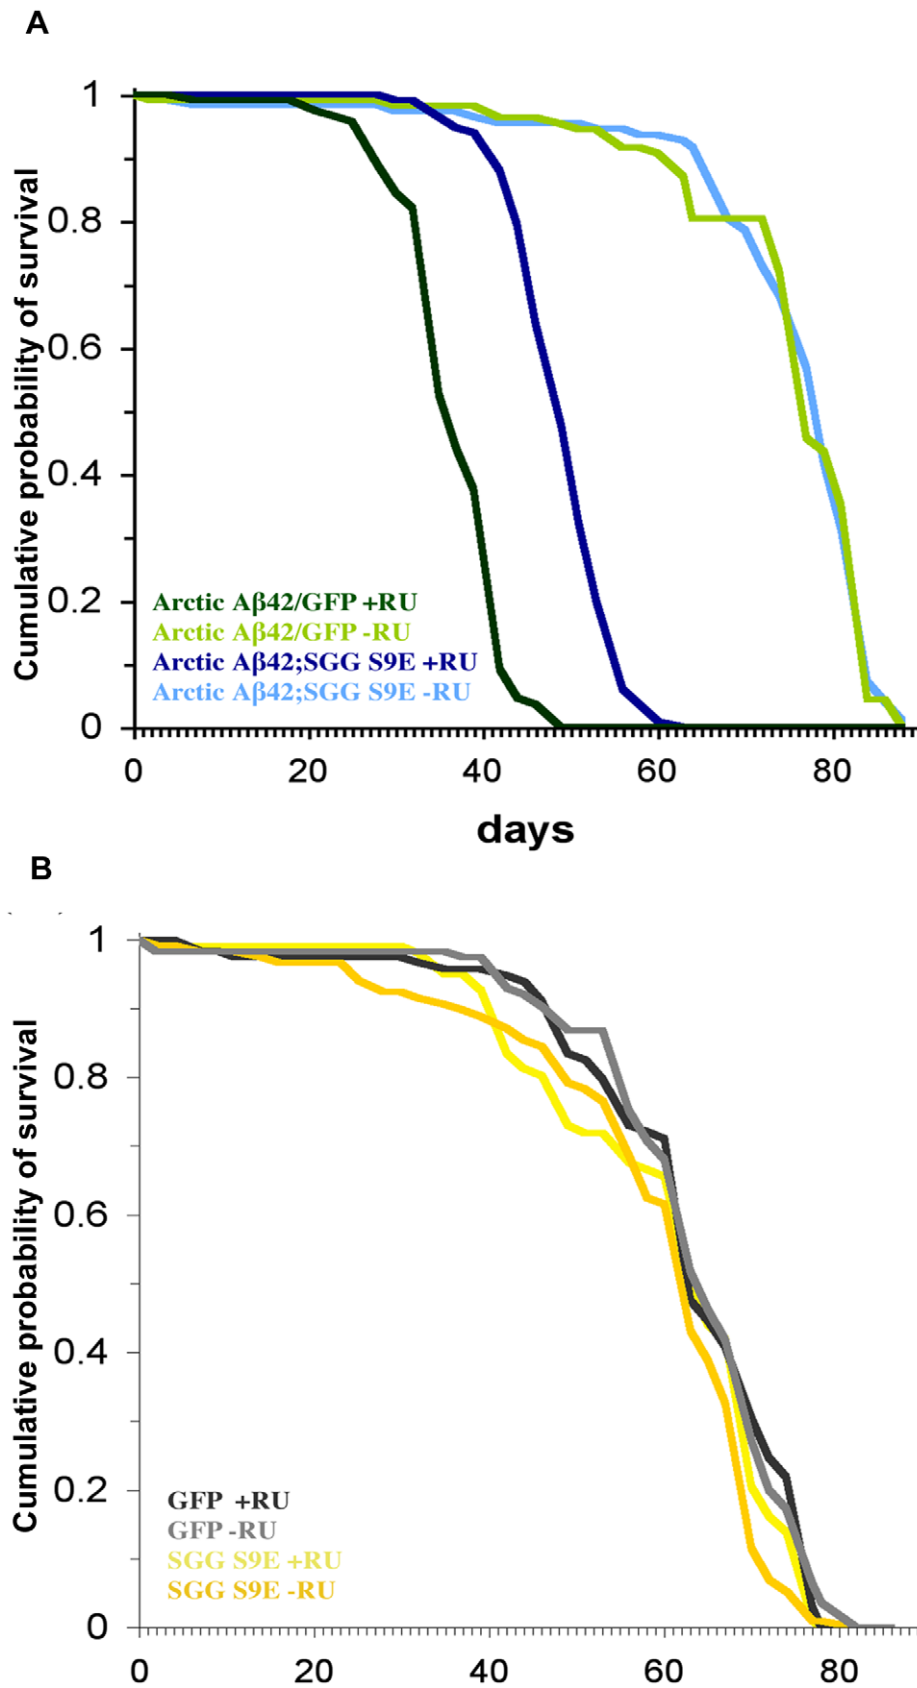 A
Cumulative probability of survival
1
0.8
0.6
0.4
0.2
0
Arctic Aβ42/GFP +RU
Arctic Aβ42/GFP -RU
Arctic Aβ42;SGG S9E +RU
Arctic Aβ42;SGG S9E -RU
0 20 40 60 80
days
B
Cumulative probability of survival
1
0.8
0.6
0.4
0.2
0
GFP +RU
GFP -RU
SGG S9E +RU
SGG S9E -RU
0 20 40 60 80